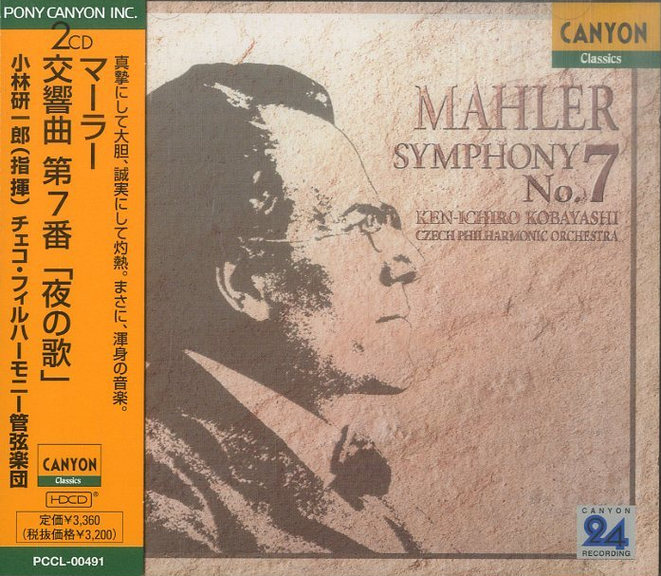 PONY CANYON INC.
2CD
マーラー
交響曲 第7番「夜の歌」
小林研一郎(指揮) チェコ・フィルハーモニー管弦楽団
真摯にして大胆、誠実にして灼熱。まさに、渾身の音楽。
CANYON
Classics
HDCD®
定価¥3,360
(税抜価格¥3,200)
PCCL-00491
CANYON
Classics
MAHLER
SYMPHONY
No.7
KEN-ICHIRO KOBAYASHI
CZECH PHILHARMONIC ORCHESTRA
CANYON
24
RECORDING